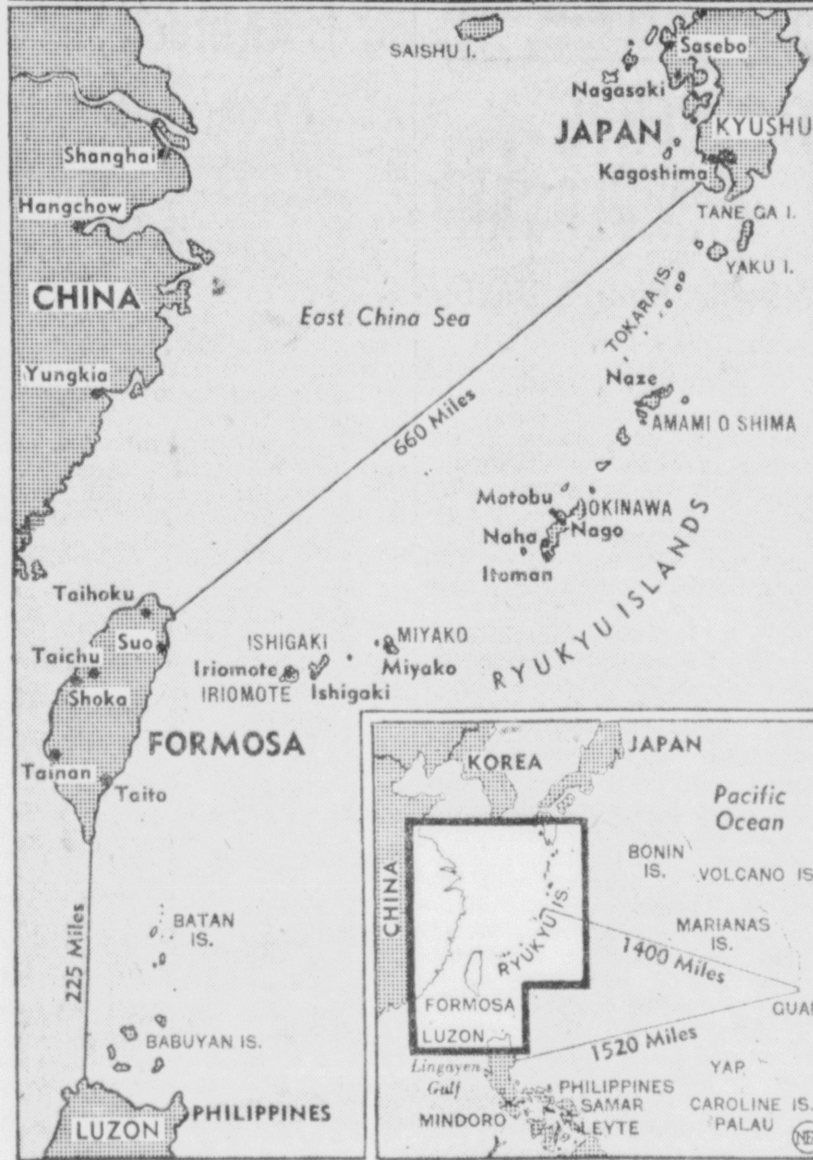 SAISHU I.
Sasebo
Nagasaki
JAPAN
KYUSHU
Kagoshima
Shanghai
Hangchow
TANE GA I.
YAKU I.
CHINA
East China Sea
TOKARA IS.
Yungkia
Naze
AMAMI O SHIMA
660 Miles
Motobu
OKINAWA
Nago
Naha
Itoman
RYUKYU ISLANDS
Taihoku
Suo
Taichu
Shoka
ISHIGAKI
MIYAKO
Iriomote
Miyako
IRIOMOTE
Ishigaki
FORMOSA
Tainan
Taito
225 Miles
BATAN
IS.
BABUYAN IS.
PHILIPPINES
LUZON
KOREA
JAPAN
Pacific
Ocean
CHINA
BONIN
IS.
VOLCANO IS
RYUKYU IS.
MARIANAS
IS.
1400 Miles
FORMOSA
GUA
LUZON
1520 Miles
Lingayen
Gulf
YAP
PHILIPPINES
SAMAR
MINDORO
LEYTE
CAROLINE IS.
PALAU